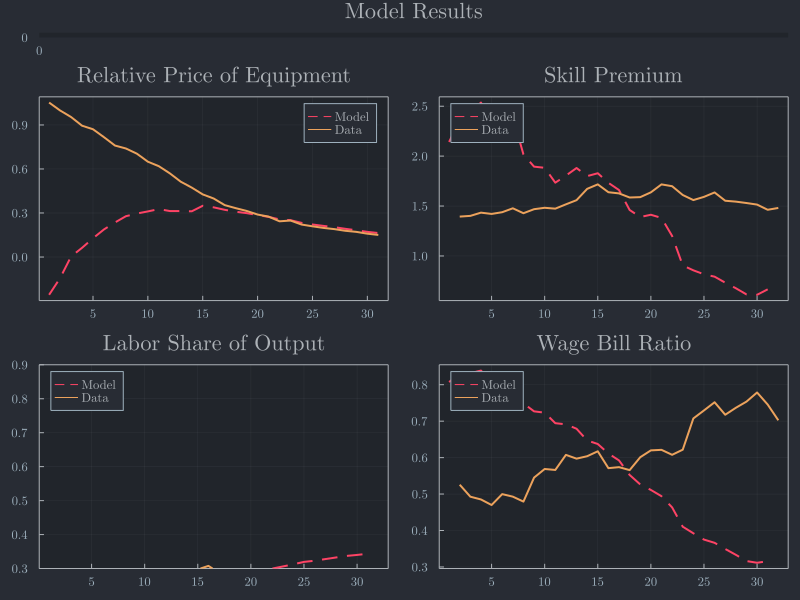 Model Results
0
0
Relative Price of Equipment
Skill Premium
Model
Data
0.9
0.6
0.3
0.0
5 10 15 20 25 30
Model
Data
2.5
2.0
1.5
1.0
5 10 15 20 25 30
Labor Share of Output
Wage Bill Ratio
Model
Data
0.9
0.8
0.7
0.6
0.5
0.4
0.3
5 10 15 20 25 30
Model
Data
0.8
0.7
0.6
0.5
0.4
0.3
5 10 15 20 25 30